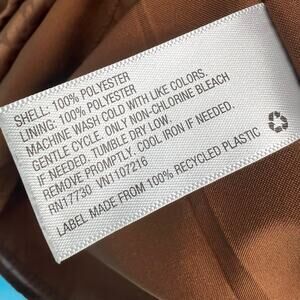 SHELL: 100% POLYESTER
LINING: 100% POLYESTER
MACHINE WASH COLD WITH LIKE COLORS,
GENTLE CYCLE. ONLY NON-CHLORINE BLEACH
IF NEEDED. TUMBLE DRY LOW.
REMOVE PROMPTLY. COOL IRON IF NEEDED.
RN17730 VN1107216
LABEL MADE FROM 100% RECYCLED PLASTIC